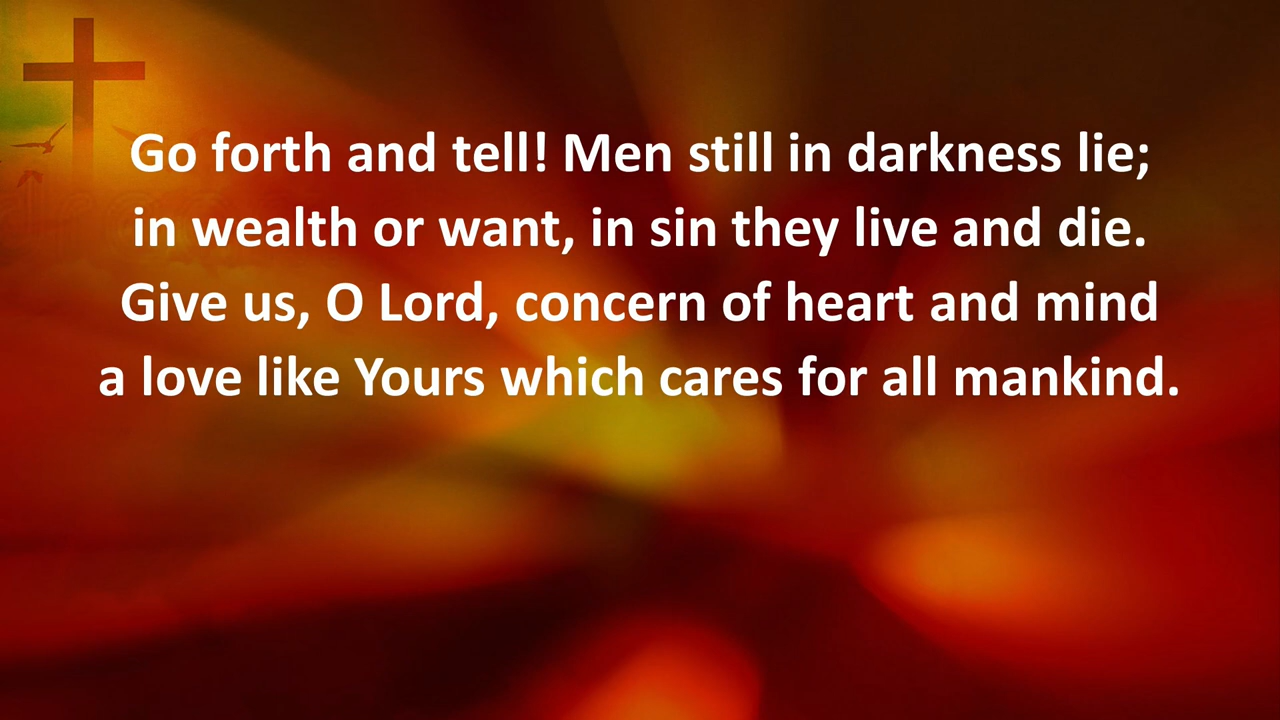 Go forth and tell! Men still in darkness lie;
in wealth or want, in sin they live and die.
Give us, O Lord, concern of heart and mind
a love like Yours which cares for all mankind.